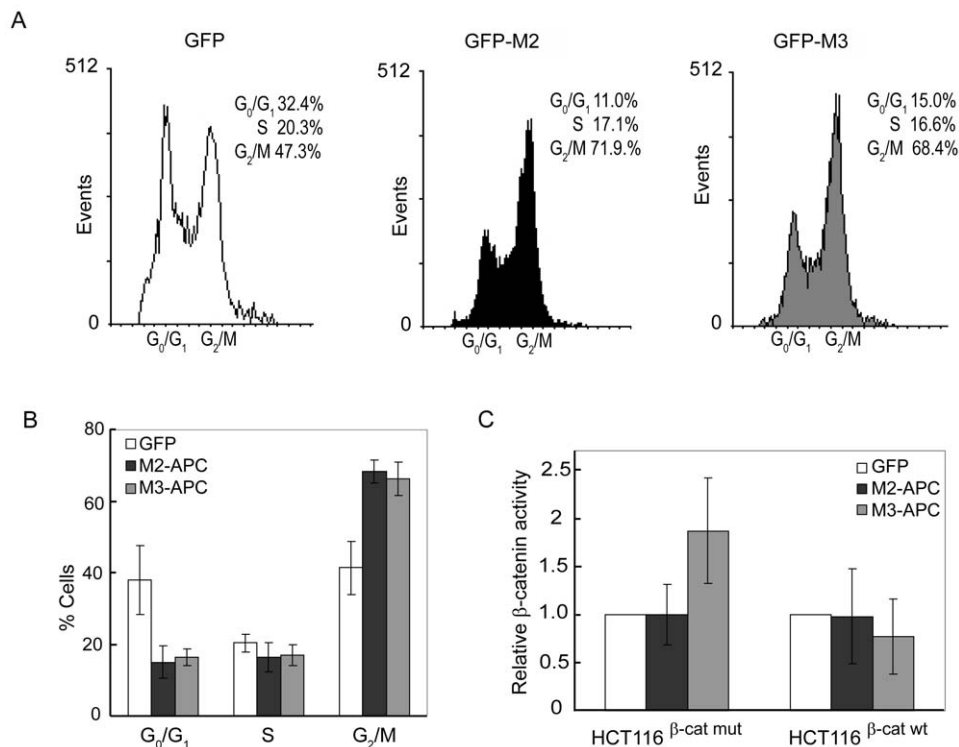 A
GFP
512
Events
0
G₀/G₁ 32.4%
S 20.3%
G₂/M 47.3%
G₀/G₁ G₂/M
GFP-M2
512
Events
0
G₀/G₁ 11.0%
S 17.1%
G₂/M 71.9.%
G₀/G₁ G₂/M
GFP-M3
512
Events
0
G₀/G₁ 15.0%
S 16.6%
G₂/M 68.4%
G₀/G₁ G₂/M
B
80
60
40
20
0
% Cells
GFP
M2-APC
M3-APC
G₀/G₁ S G₂/M
C
2.5
2
1.5
1.0
0.5
0
Relative β-catenin activity
GFP
M2-APC
M3-APC
HCT116 β-cat mut HCT116 β-cat wt